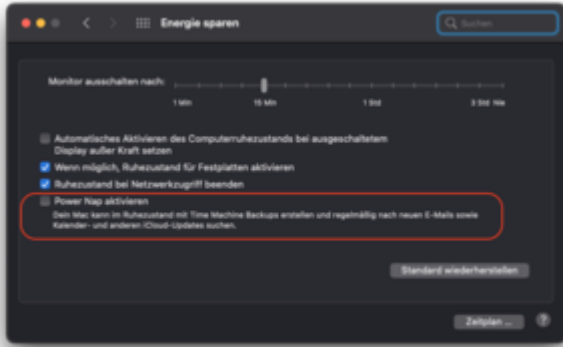 Energie sparen
Suchen
Monitor ausschalten nach:
1 Min 15 Min 1 Std 3 Std Nie
Automatisches Aktivieren des Computerruhezustands bei ausgeschaltetem
Display außer Kraft setzen
Wenn möglich, Ruhezustand für Festplatten aktivieren
Ruhezustand bei Netzwerkzugriff beenden
Power Nap aktivieren
Dein Mac kann im Ruhezustand mit Time Machine Backups erstellen und regelmäßig nach neuen E-Mails sowie
Kalender- und anderen iCloud-Updates suchen.
Standard wiederherstellen
Zeitplan ... ?